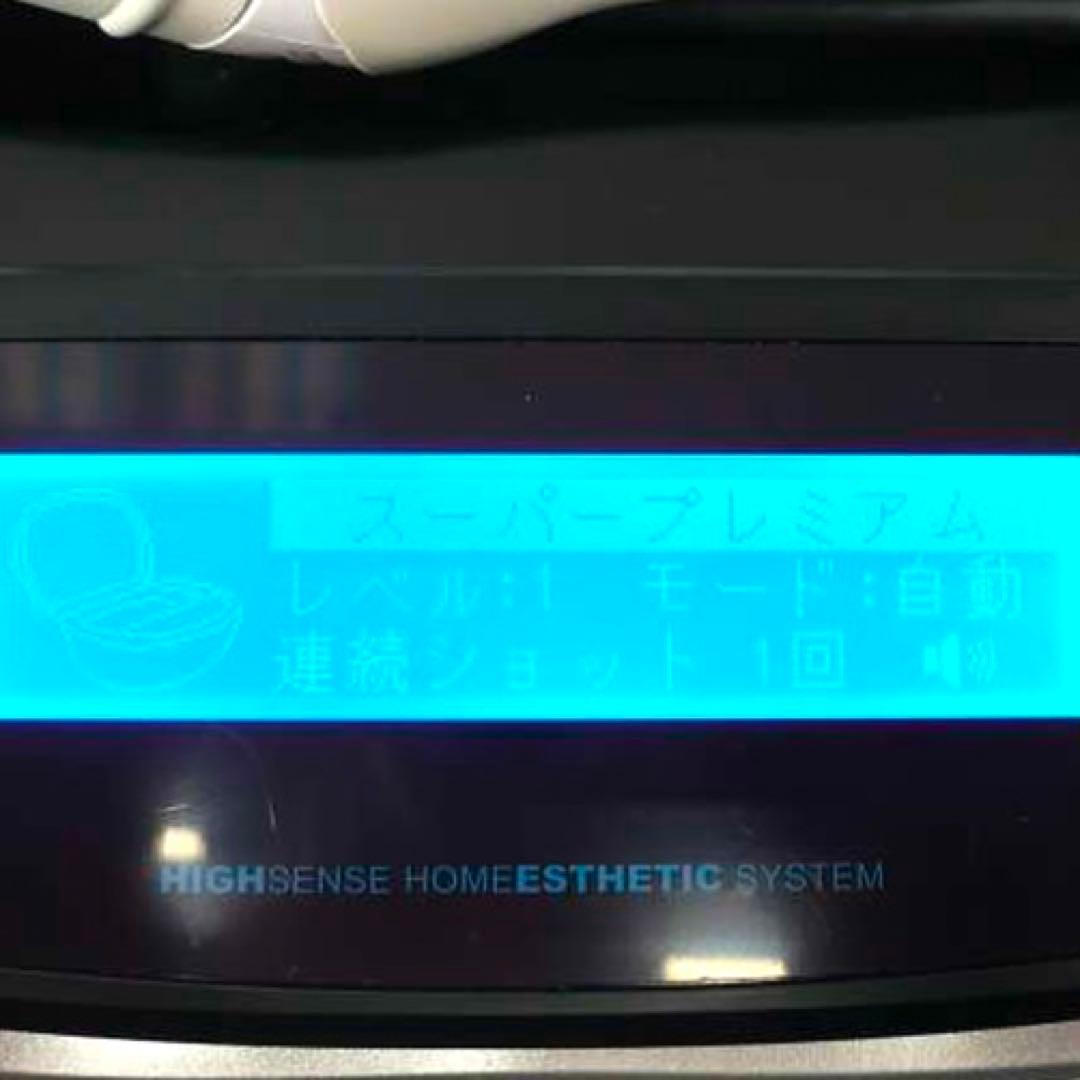 スーパープレミアム
レベル:1 モード:自動
連続ショット 1回
HIGHSENSE HOMEESTHETIC SYSTEM